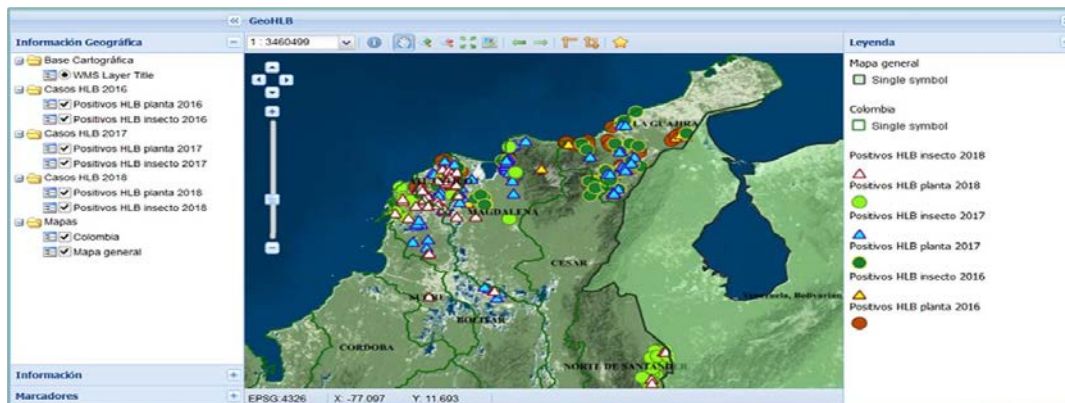 GeoHLB
Información Geográfica
Base Cartográfica
WMS Layer Title
Casos HLB 2016
Positivos HLB planta 2016
Positivos HLB insecto 2016
Casos HLB 2017
Positivos HLB planta 2017
Positivos HLB insecto 2017
Casos HLB 2018
Positivos HLB planta 2018
Positivos HLB insecto 2018
Mapas
Colombia
Mapa general
Información
Marcadores
1 : 3460499
LA GUAJIRA
MAGDALENA
CESAR
SUCRE
BOLIVAR
CORDOBA
NORTE DE SANTANDER
Venezuela, Bolivarian
EPSG:4326 X: -77.097 Y: 11.693
Leyenda
Mapa general
Single symbol
Colombia
Single symbol
Positivos HLB insecto 2018
Positivos HLB planta 2018
Positivos HLB insecto 2017
Positivos HLB planta 2017
Positivos HLB insecto 2016
Positivos HLB planta 2016